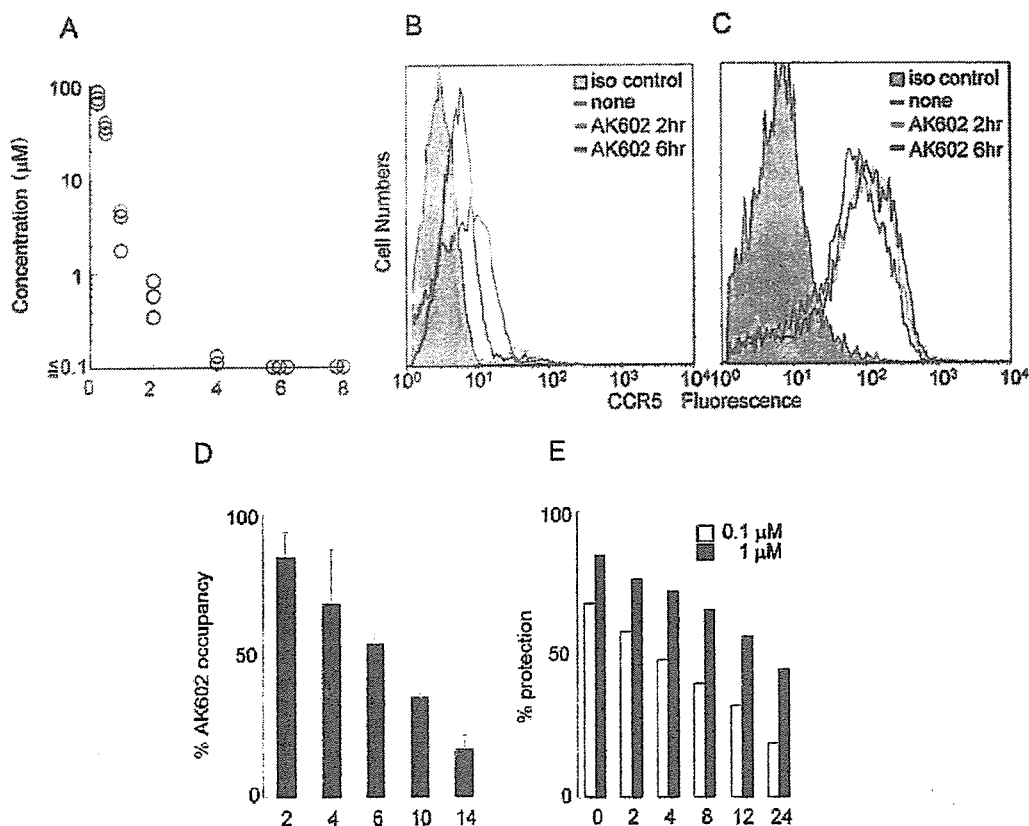 A
100
10
1
0.1
0
2
4
6
8
Concentration (μM)
B
iso control
none
AK602 2hr
AK602 6hr
Cell Numbers
10⁰
10¹
10²
10³
10⁴
C
iso control
none
AK602 2hr
AK602 6hr
10⁰
10¹
10²
10³
10⁴
CCR5 Fluorescence
D
100
50
0
% AK602 occupancy
2
4
6
10
14
E
100
50
0
% protection
0.1 μM
1 μM
0
2
4
8
12
24